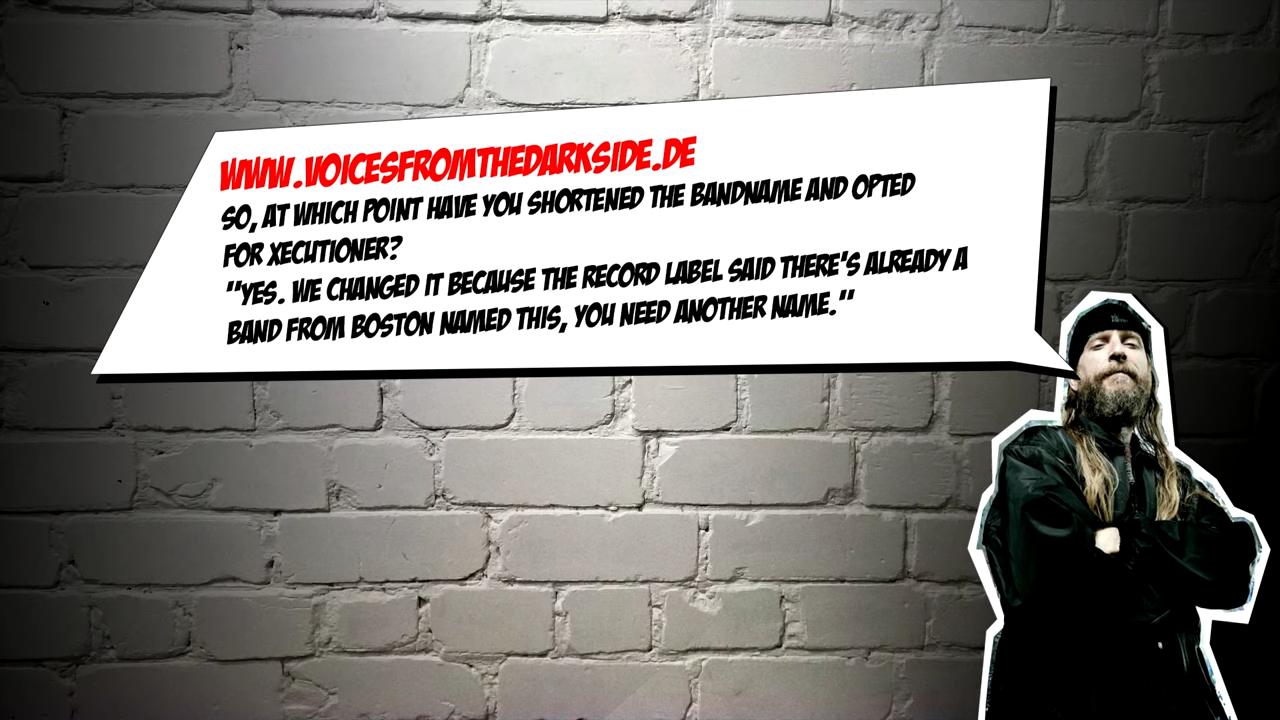 WWW.VOICESFROMTHEDARKSIDE.DE
SO, AT WHICH POINT HAVE YOU SHORTENED THE BANDNAME AND OPTED
FOR XECUTIONER?
"YES. WE CHANGED IT BECAUSE THE RECORD LABEL SAID THERE'S ALREADY A
BAND FROM BOSTON NAMED THIS, YOU NEED ANOTHER NAME."